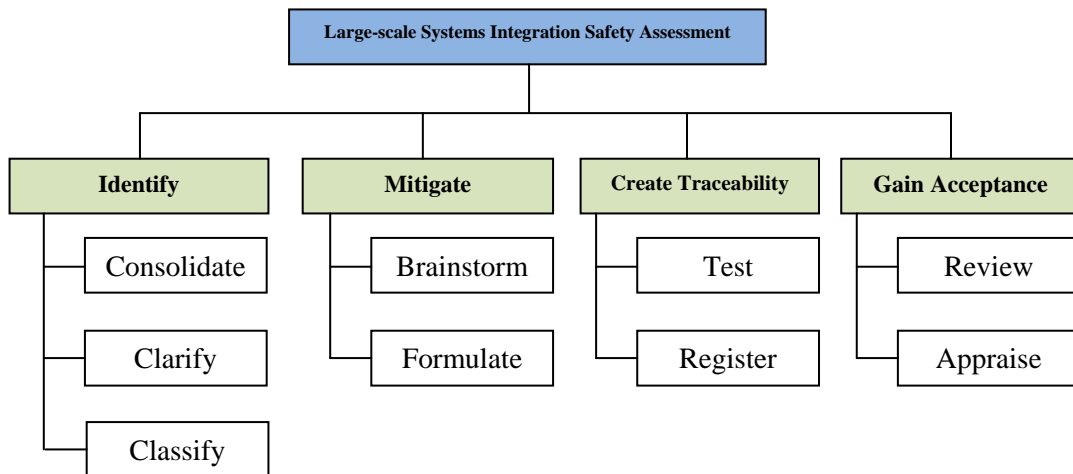 Large-scale Systems Integration Safety Assessment
Identify
Mitigate
Create Traceability
Gain Acceptance
Consolidate
Brainstorm
Test
Review
Clarify
Formulate
Register
Appraise
Classify